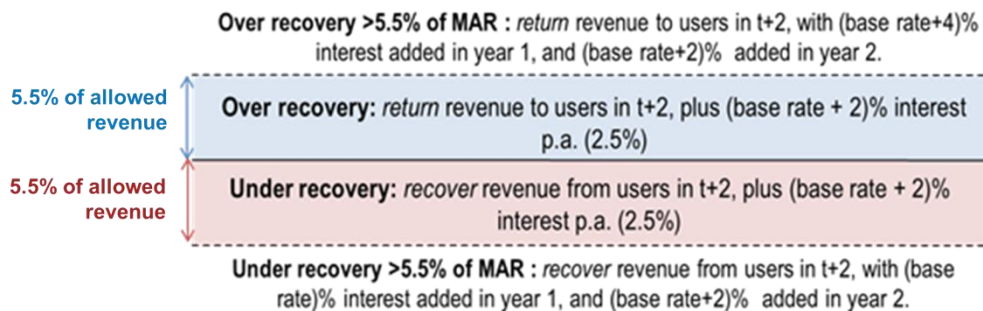 Over recovery >5.5% of MAR : return revenue to users in t+2, with (base rate+4)%
interest added in year 1, and (base rate+2)%  added in year 2.
5.5% of allowed
revenue
Over recovery: return revenue to users in t+2, plus (base rate + 2)% interest
p.a. (2.5%)
5.5% of allowed
revenue
Under recovery: recover revenue from users in t+2, plus (base rate + 2)%
interest p.a. (2.5%)
Under recovery >5.5% of MAR : recover revenue from users in t+2, with (base
rate)% interest added in year 1, and (base rate+2)%  added in year 2.